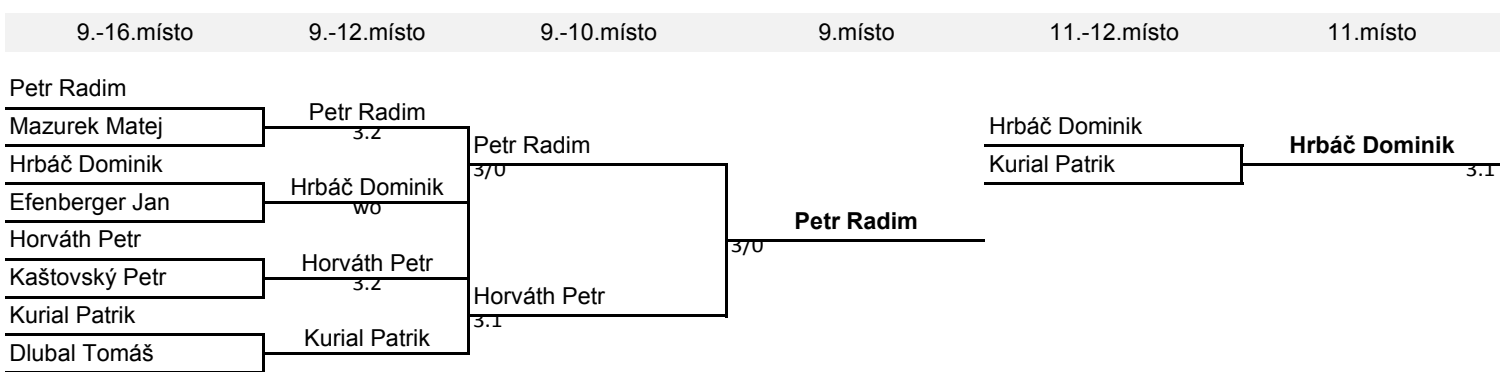 9.-16.místo 9.-12.místo 9.-10.místo 9.místo 11.-12.místo 11.místo
Petr Radim
Mazurek Matej
Hrbáč Dominik
Efenberger Jan
Horváth Petr
Kaštovský Petr
Kurial Patrik
Dlubal Tomáš
Petr Radim
3.2
Hrbáč Dominik
wo
Horváth Petr
3.2
Kurial Patrik
Petr Radim
3/0
Horváth Petr
3.1
Petr Radim
3/0
Hrbáč Dominik
Kurial Patrik
Hrbáč Dominik
3.1